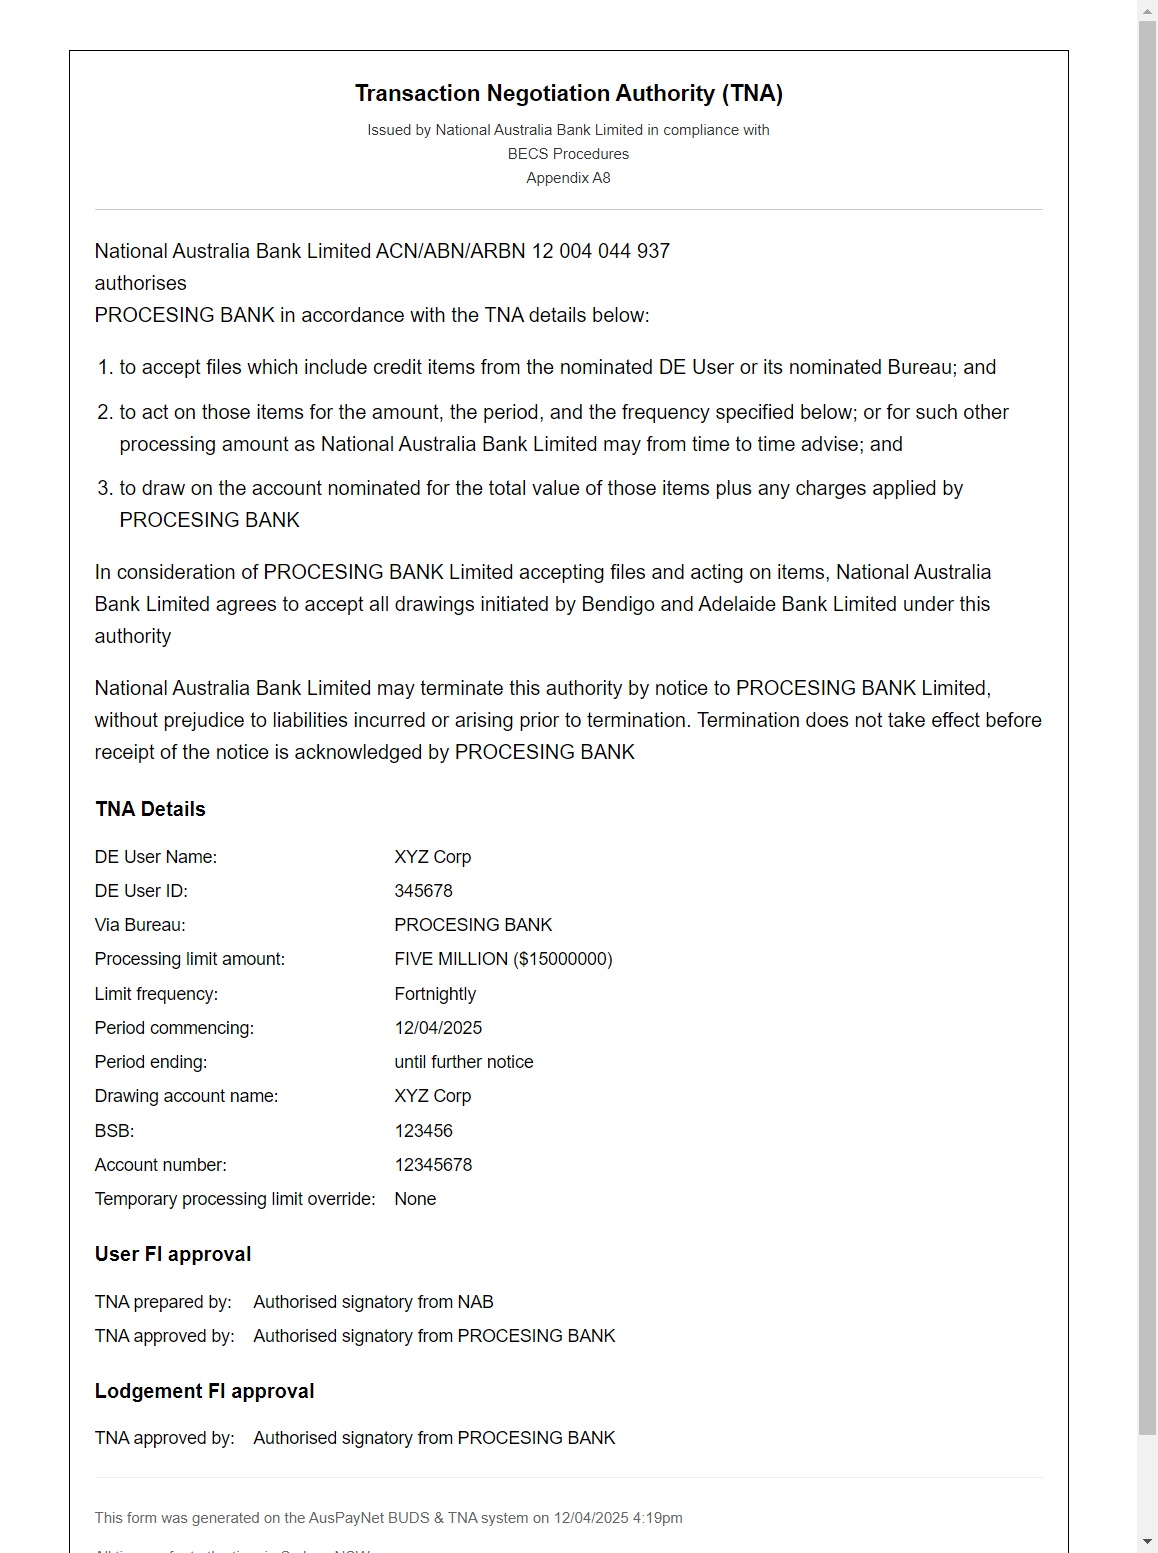 Transaction Negotiation Authority (TNA)
Issued by National Australia Bank Limited in compliance with
BECS Procedures
Appendix A8
National Australia Bank Limited ACN/ABN/ARBN 12 004 044 937
authorises
PROCESING BANK in accordance with the TNA details below:
1. to accept files which include credit items from the nominated DE User or its nominated Bureau; and
2. to act on those items for the amount, the period, and the frequency specified below; or for such other
processing amount as National Australia Bank Limited may from time to time advise; and
3. to draw on the account nominated for the total value of those items plus any charges applied by
PROCESING BANK
In consideration of PROCESING BANK Limited accepting files and acting on items, National Australia
Bank Limited agrees to accept all drawings initiated by Bendigo and Adelaide Bank Limited under this
authority
National Australia Bank Limited may terminate this authority by notice to PROCESING BANK Limited,
without prejudice to liabilities incurred or arising prior to termination. Termination does not take effect before
receipt of the notice is acknowledged by PROCESING BANK
TNA Details
DE User Name: XYZ Corp
DE User ID: 345678
Via Bureau: PROCESING BANK
Processing limit amount: FIVE MILLION ($15000000)
Limit frequency: Fortnightly
Period commencing: 12/04/2025
Period ending: until further notice
Drawing account name: XYZ Corp
BSB: 123456
Account number: 12345678
Temporary processing limit override: None
User FI approval
TNA prepared by: Authorised signatory from NAB
TNA approved by: Authorised signatory from PROCESING BANK
Lodgement FI approval
TNA approved by: Authorised signatory from PROCESING BANK
This form was generated on the AusPayNet BUDS & TNA system on 12/04/2025 4:19pm